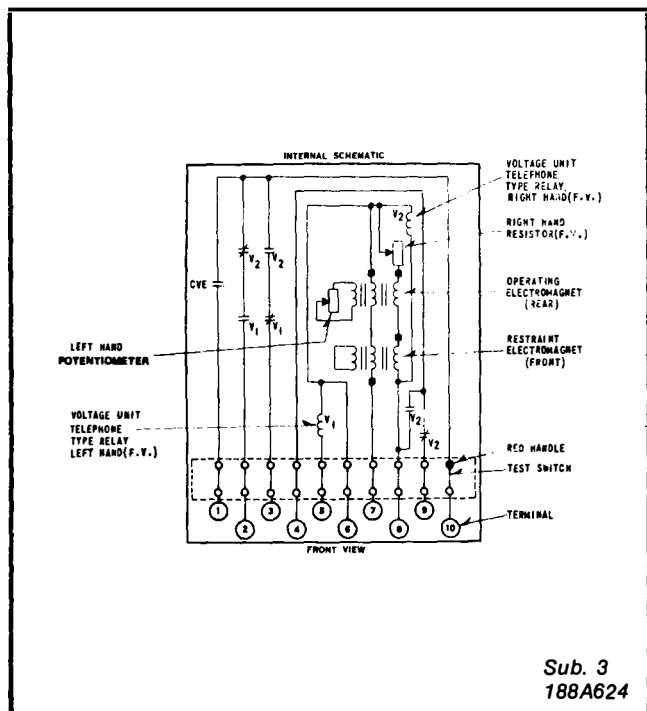 INTERNAL SCHEMATIC
VOLTAGE UNIT
TELEPHONE
TYPE RELAY
RIGHT HAND(F.V.)
V2
RIGHT HAND
RESISTOR(F.V.)
V2
V2
CVE
OPERATING
ELECTROMAGNET
(REAR)
V1
V1
LEFT HAND
POTENTIOMETER
RESTRAINT
ELECTROMAGNET
(FRONT)
VOLTAGE UNIT
TELEPHONE
TYPE RELAY
LEFT HAND(F.V.)
V1
V2
V2
RED HANDLE
TEST SWITCH
1
2
3
4
5
6
7
8
9
10
TERMINAL
FRONT VIEW
Sub. 3
188A624